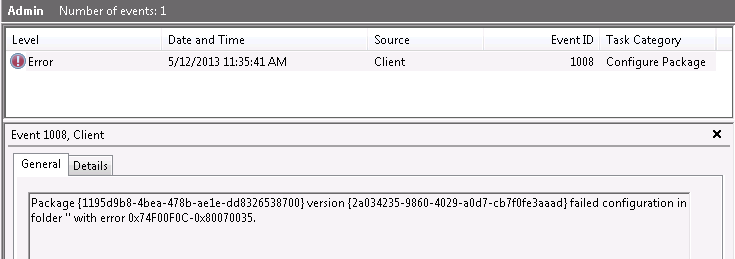 Admin Number of events: 1
Level Date and Time Source Event ID Task Category
Error 5/12/2013 11:35:41 AM Client 1008 Configure Package
Event 1008, Client
General Details
Package {1195d9b8-4bea-478b-ae1e-dd8326538700} version {2a034235-9860-4029-a0d7-cb7f0fe3aaad} failed configuration in
folder '' with error 0x74F00F0C-0x80070035.